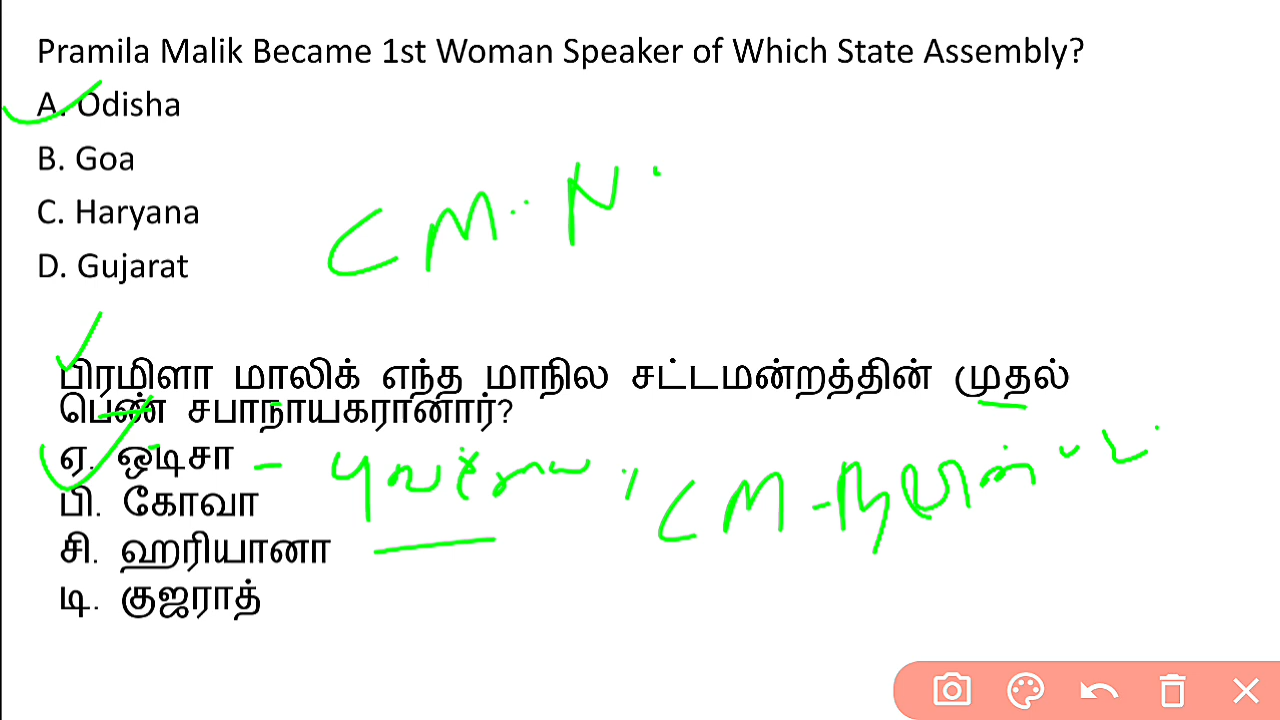 Pramila Malik Became 1st Woman Speaker of Which State Assembly?
A. Odisha
B. Goa
C. Haryana
D. Gujarat
CM.. N.
பிரமிளா மாலிக் எந்த மாநில சட்டமன்றத்தின் முதல்
பெண் சபாநாயகரானார்?
ஏ. ஒடிசா - , CM -
பி. கோவா
சி. ஹரியானா
டி. குஜராத்